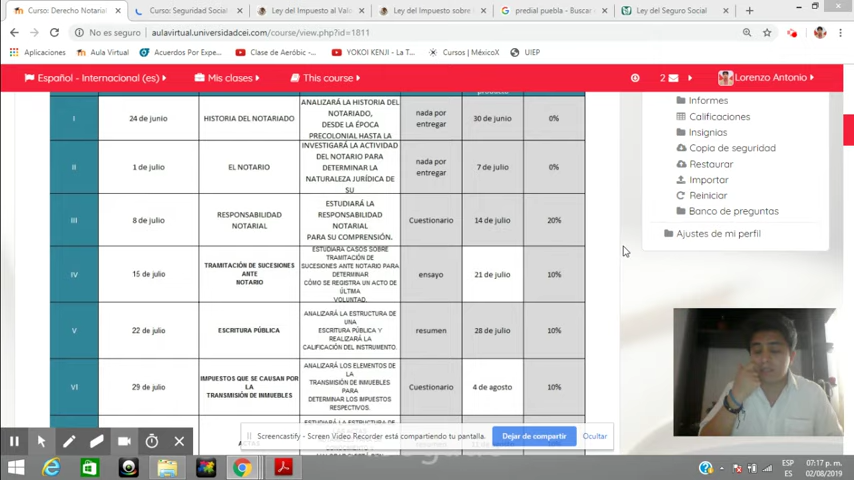 Curso: Derecho Notarial
Curso: Seguridad Social
Ley del Impuesto al Valo
Ley del Impuesto sobre
predial puebla - Buscar
Ley del Seguro Social
No es seguro | aulavirtual.universidadcei.com/course/view.php?id=1811
Aplicaciones
Aula Virtual
Acuerdos Por Expe...
Clase de Aeróbic -...
YOKOI KENJI - La T...
Cursos | MéxicoX
UIEP
Español - Internacional (es)
Mis clases
This course
2
Lorenzo Antonio
producto
I
24 de junio
HISTORIA DEL NOTARIADO
ANALIZARÁ LA HISTORIA DEL
NOTARIADO,
DESDE LA ÉPOCA
PRECOLONIAL HASTA LA
nada por
entregar
30 de junio
0%
II
1 de julio
EL NOTARIO
INVESTIGARÁ LA ACTIVIDAD
DEL NOTARIO PARA
DETERMINAR LA
NATURALEZA JURÍDICA DE
SU
nada por
entregar
7 de julio
0%
III
8 de julio
RESPONSABILIDAD
NOTARIAL
ESTUDIARÁ LA
RESPONSABILIDAD
NOTARIAL
PARA SU COMPRENSIÓN.
Cuestionario
14 de julio
20%
IV
15 de julio
TRAMITACIÓN DE SUCESIONES
ANTE
NOTARIO
ESTUDIARÁ CASOS SOBRE
TRAMITACIÓN DE
SUCESIONES ANTE NOTARIO PARA
DETERMINAR
CÓMO SE REGISTRA UN ACTO DE
ÚLTIMA
VOLUNTAD.
ensayo
21 de julio
10%
V
22 de julio
ESCRITURA PÚBLICA
ANALIZARÁ LA ESTRUCTURA DE
UNA
ESCRITURA PÚBLICA Y
REALIZARÁ LA
CALIFICACIÓN DEL INSTRUMENTO.
resumen
28 de julio
10%
VI
29 de julio
IMPUESTOS QUE SE CAUSAN POR
LA
TRANSMISIÓN DE INMUEBLES
ANALIZARÁ LOS ELEMENTOS DE
LA
TRANSMISIÓN DE INMUEBLES
PARA
DETERMINAR LOS IMPUESTOS
RESPECTIVOS.
Cuestionario
4 de agosto
10%
ESTUDIARÁ LA ESTRUCTURA DE
ACTAS
Informes
Calificaciones
Insignias
Copia de seguridad
Restaurar
Importar
Reiniciar
Banco de preguntas
Ajustes de mi perfil
Screencastify - Screen Video Recorder está compartiendo tu pantalla.
Dejar de compartir
Ocultar
ESP
ES
07:17 p. m.
02/08/2019